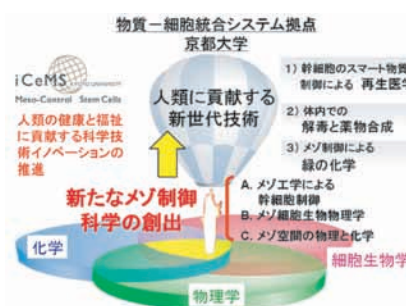 物質－細胞統合システム拠点
京都大学
iCeMS
Meso-Control Stem Cells
人類の健康と福祉
に貢献する科学技
術イノベーションの
推進
人類に貢献する
新世代技術
1) 幹細胞のスマート物質
制御による 再生医学
2) 体内での
解毒と薬物合成
3) メゾ制御による
緑の化学
新たなメゾ制御
科学の創出
A. メゾ工学による
幹細胞制御
B. メゾ細胞生物物理学
C. メゾ空間の物理と化学
化学
物理学
細胞生物学